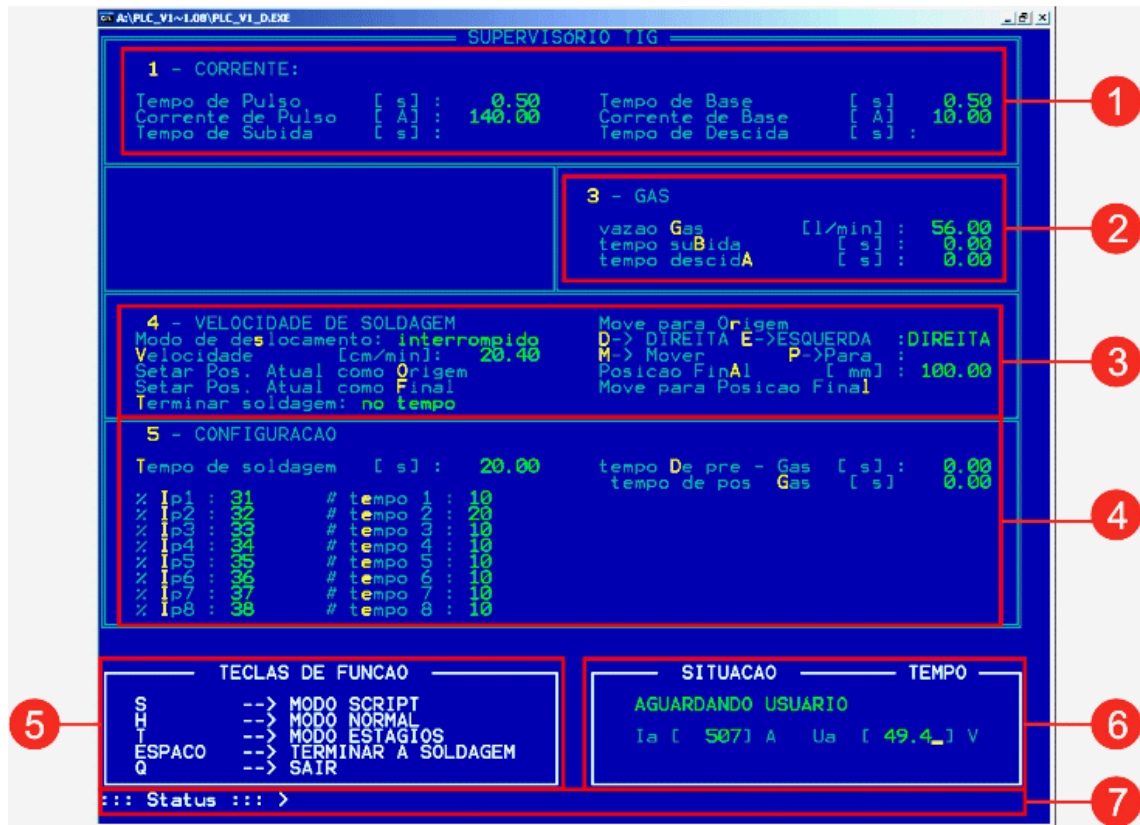 A:\PLC_V1~1.08\PLC_V1_D.EXE
SUPERVISóRIO TIG
1 - CORRENTE:
Tempo de Pulso [ s] : 0.50 Tempo de Base [ s] 0.50
Corrente de Pulso [ A] : 140.00 Corrente de Base [ A] 10.00
Tempo de Subida [ s] : Tempo de Descida [ s] :
1
3 - GAS
vazao Gas [l/min] : 56.00
tempo suBida [ s] : 0.00
tempo descidA [ s] : 0.00
2
4 - VELOCIDADE DE SOLDAGEM Move para Origem
Modo de deslocamento: interrompido D-> DIREITA E->ESQUERDA :DIREITA
Velocidade [cm/min]: 20.40 M-> Mover P->Para :
Setar Pos. Atual como Origem Posicao FinAl [ mm] : 100.00
Setar Pos. Atual como Final Move para Posicao Final
Terminar soldagem: no tempo
3
5 - CONFIGURACAO
Tempo de soldagem [ s] : 20.00 tempo De pre - Gas [ s] : 0.00
tempo de pos Gas [ s] 0.00
% Ip1 : 31 # tempo 1 : 10
% Ip2 : 32 # tempo 2 : 20
% Ip3 : 33 # tempo 3 : 10
% Ip4 : 34 # tempo 4 : 10
% Ip5 : 35 # tempo 5 : 10
% Ip6 : 36 # tempo 6 : 10
% Ip7 : 37 # tempo 7 : 10
% Ip8 : 38 # tempo 8 : 10
4
TECLAS DE FUNCAO
S --> MODO SCRIPT
H --> MODO NORMAL
T --> MODO ESTAGIOS
ESPACO --> TERMINAR A SOLDAGEM
Q --> SAIR
5
SITUACAO TEMPO
AGUARDANDO USUARIO
Ia [ 507] A Ua [ 49.4_] V
6
::: Status ::: >
7